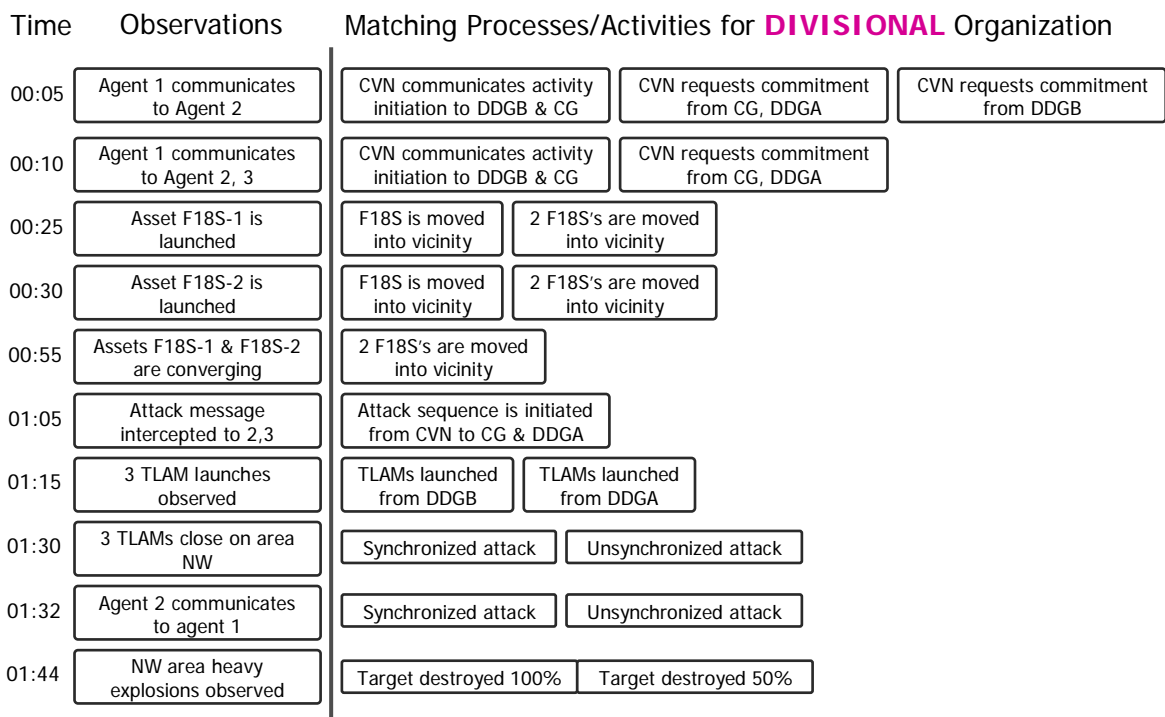 Time Observations Matching Processes/Activities for DIVISIONAL Organization
00:05
Agent 1 communicates
to Agent 2
CVN communicates activity
initiation to DDGB & CG
CVN requests commitment
from CG, DDGA
CVN requests commitment
from DDGB
00:10
Agent 1 communicates
to Agent 2, 3
CVN communicates activity
initiation to DDGB & CG
CVN requests commitment
from CG, DDGA
00:25
Asset F18S-1 is
launched
F18S is moved
into vicinity
2 F18S's are moved
into vicinity
00:30
Asset F18S-2 is
launched
F18S is moved
into vicinity
2 F18S's are moved
into vicinity
00:55
Assets F18S-1 & F18S-2
are converging
2 F18S's are moved
into vicinity
01:05
Attack message
intercepted to 2,3
Attack sequence is initiated
from CVN to CG & DDGA
01:15
3 TLAM launches
observed
TLAMs launched
from DDGB
TLAMs launched
from DDGA
01:30
3 TLAMs close on area
NW
Synchronized attack
Unsynchronized attack
01:32
Agent 2 communicates
to agent 1
Synchronized attack
Unsynchronized attack
01:44
NW area heavy
explosions observed
Target destroyed 100%
Target destroyed 50%